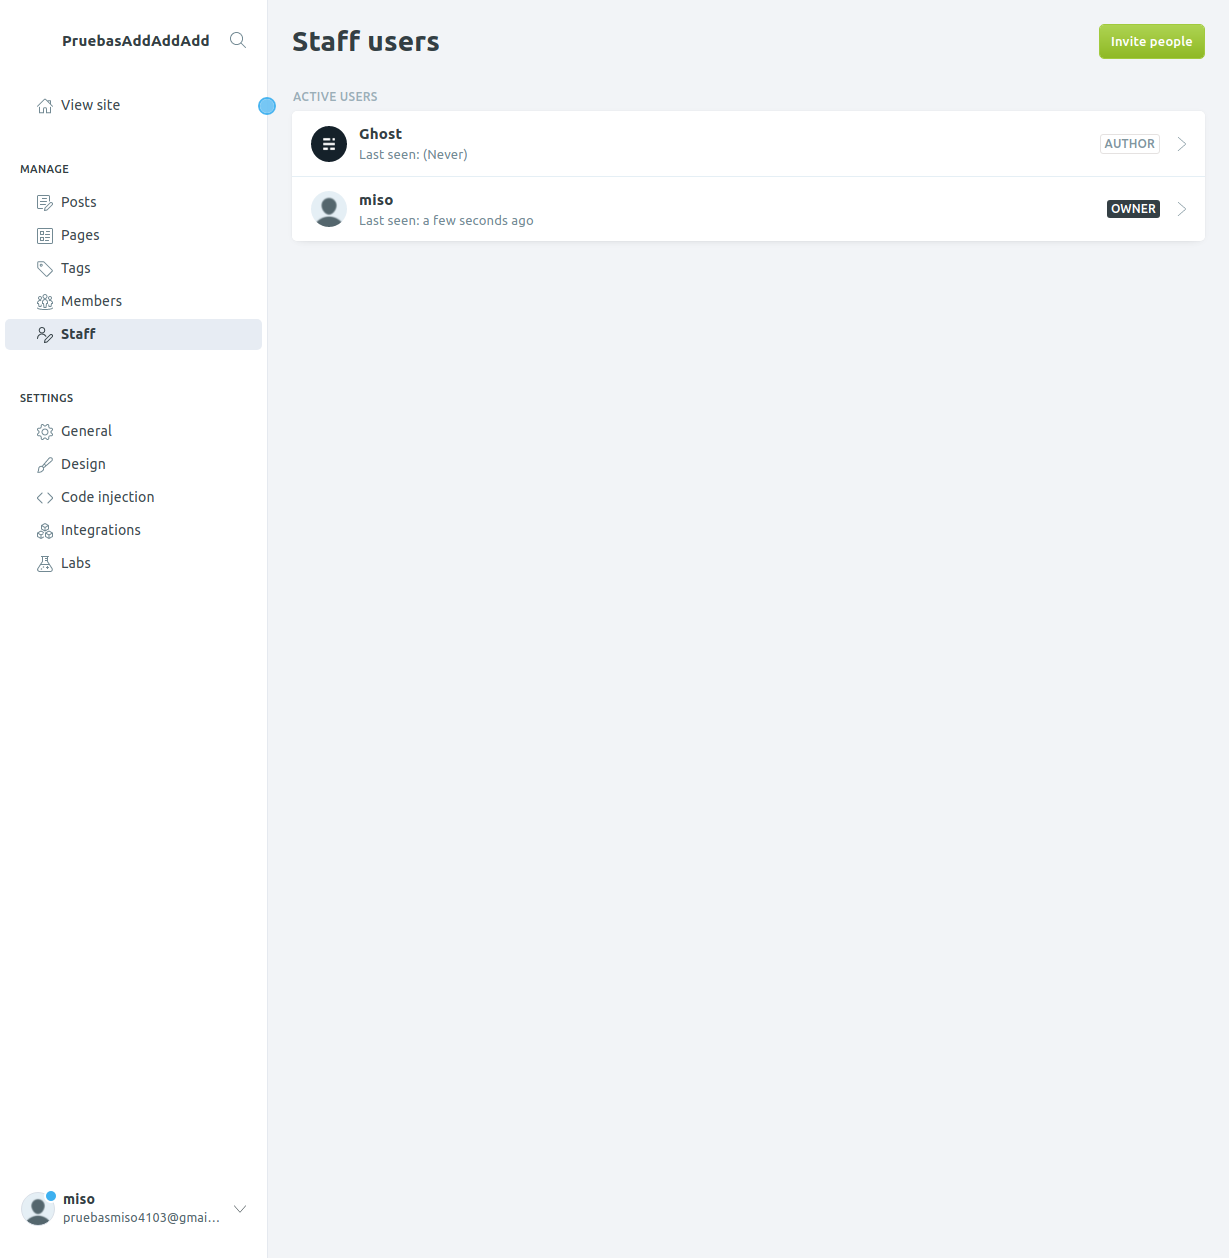 PruebasAddAddAdd
View site
MANAGE
Posts
Pages
Tags
Members
Staff
SETTINGS
General
Design
Code injection
Integrations
Labs
miso
pruebasmiso4103@gmai...
Staff users
Invite people
ACTIVE USERS
Ghost
Last seen: (Never)
AUTHOR
miso
Last seen: a few seconds ago
OWNER